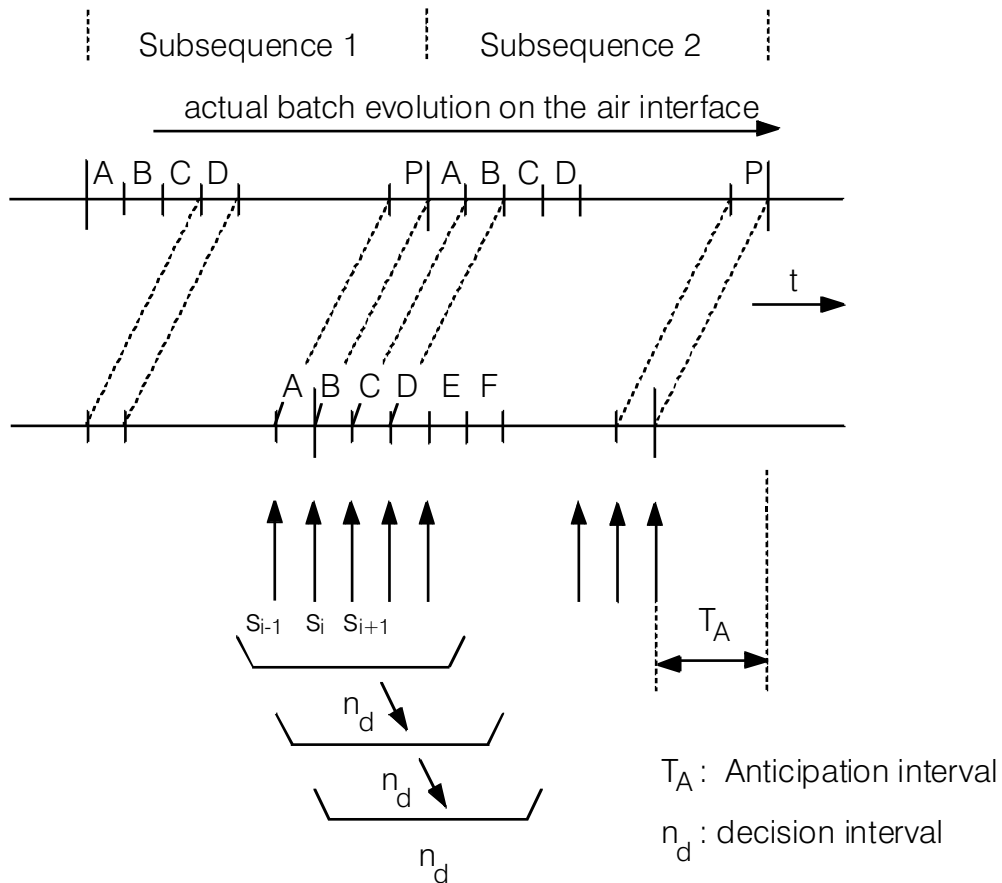 Subsequence 1 Subsequence 2
actual batch evolution on the air interface
A B C D P A B C D P
t
A B C D E F
si-1 si si+1
TA
nd
nd
TA : Anticipation interval
nd : decision interval
nd